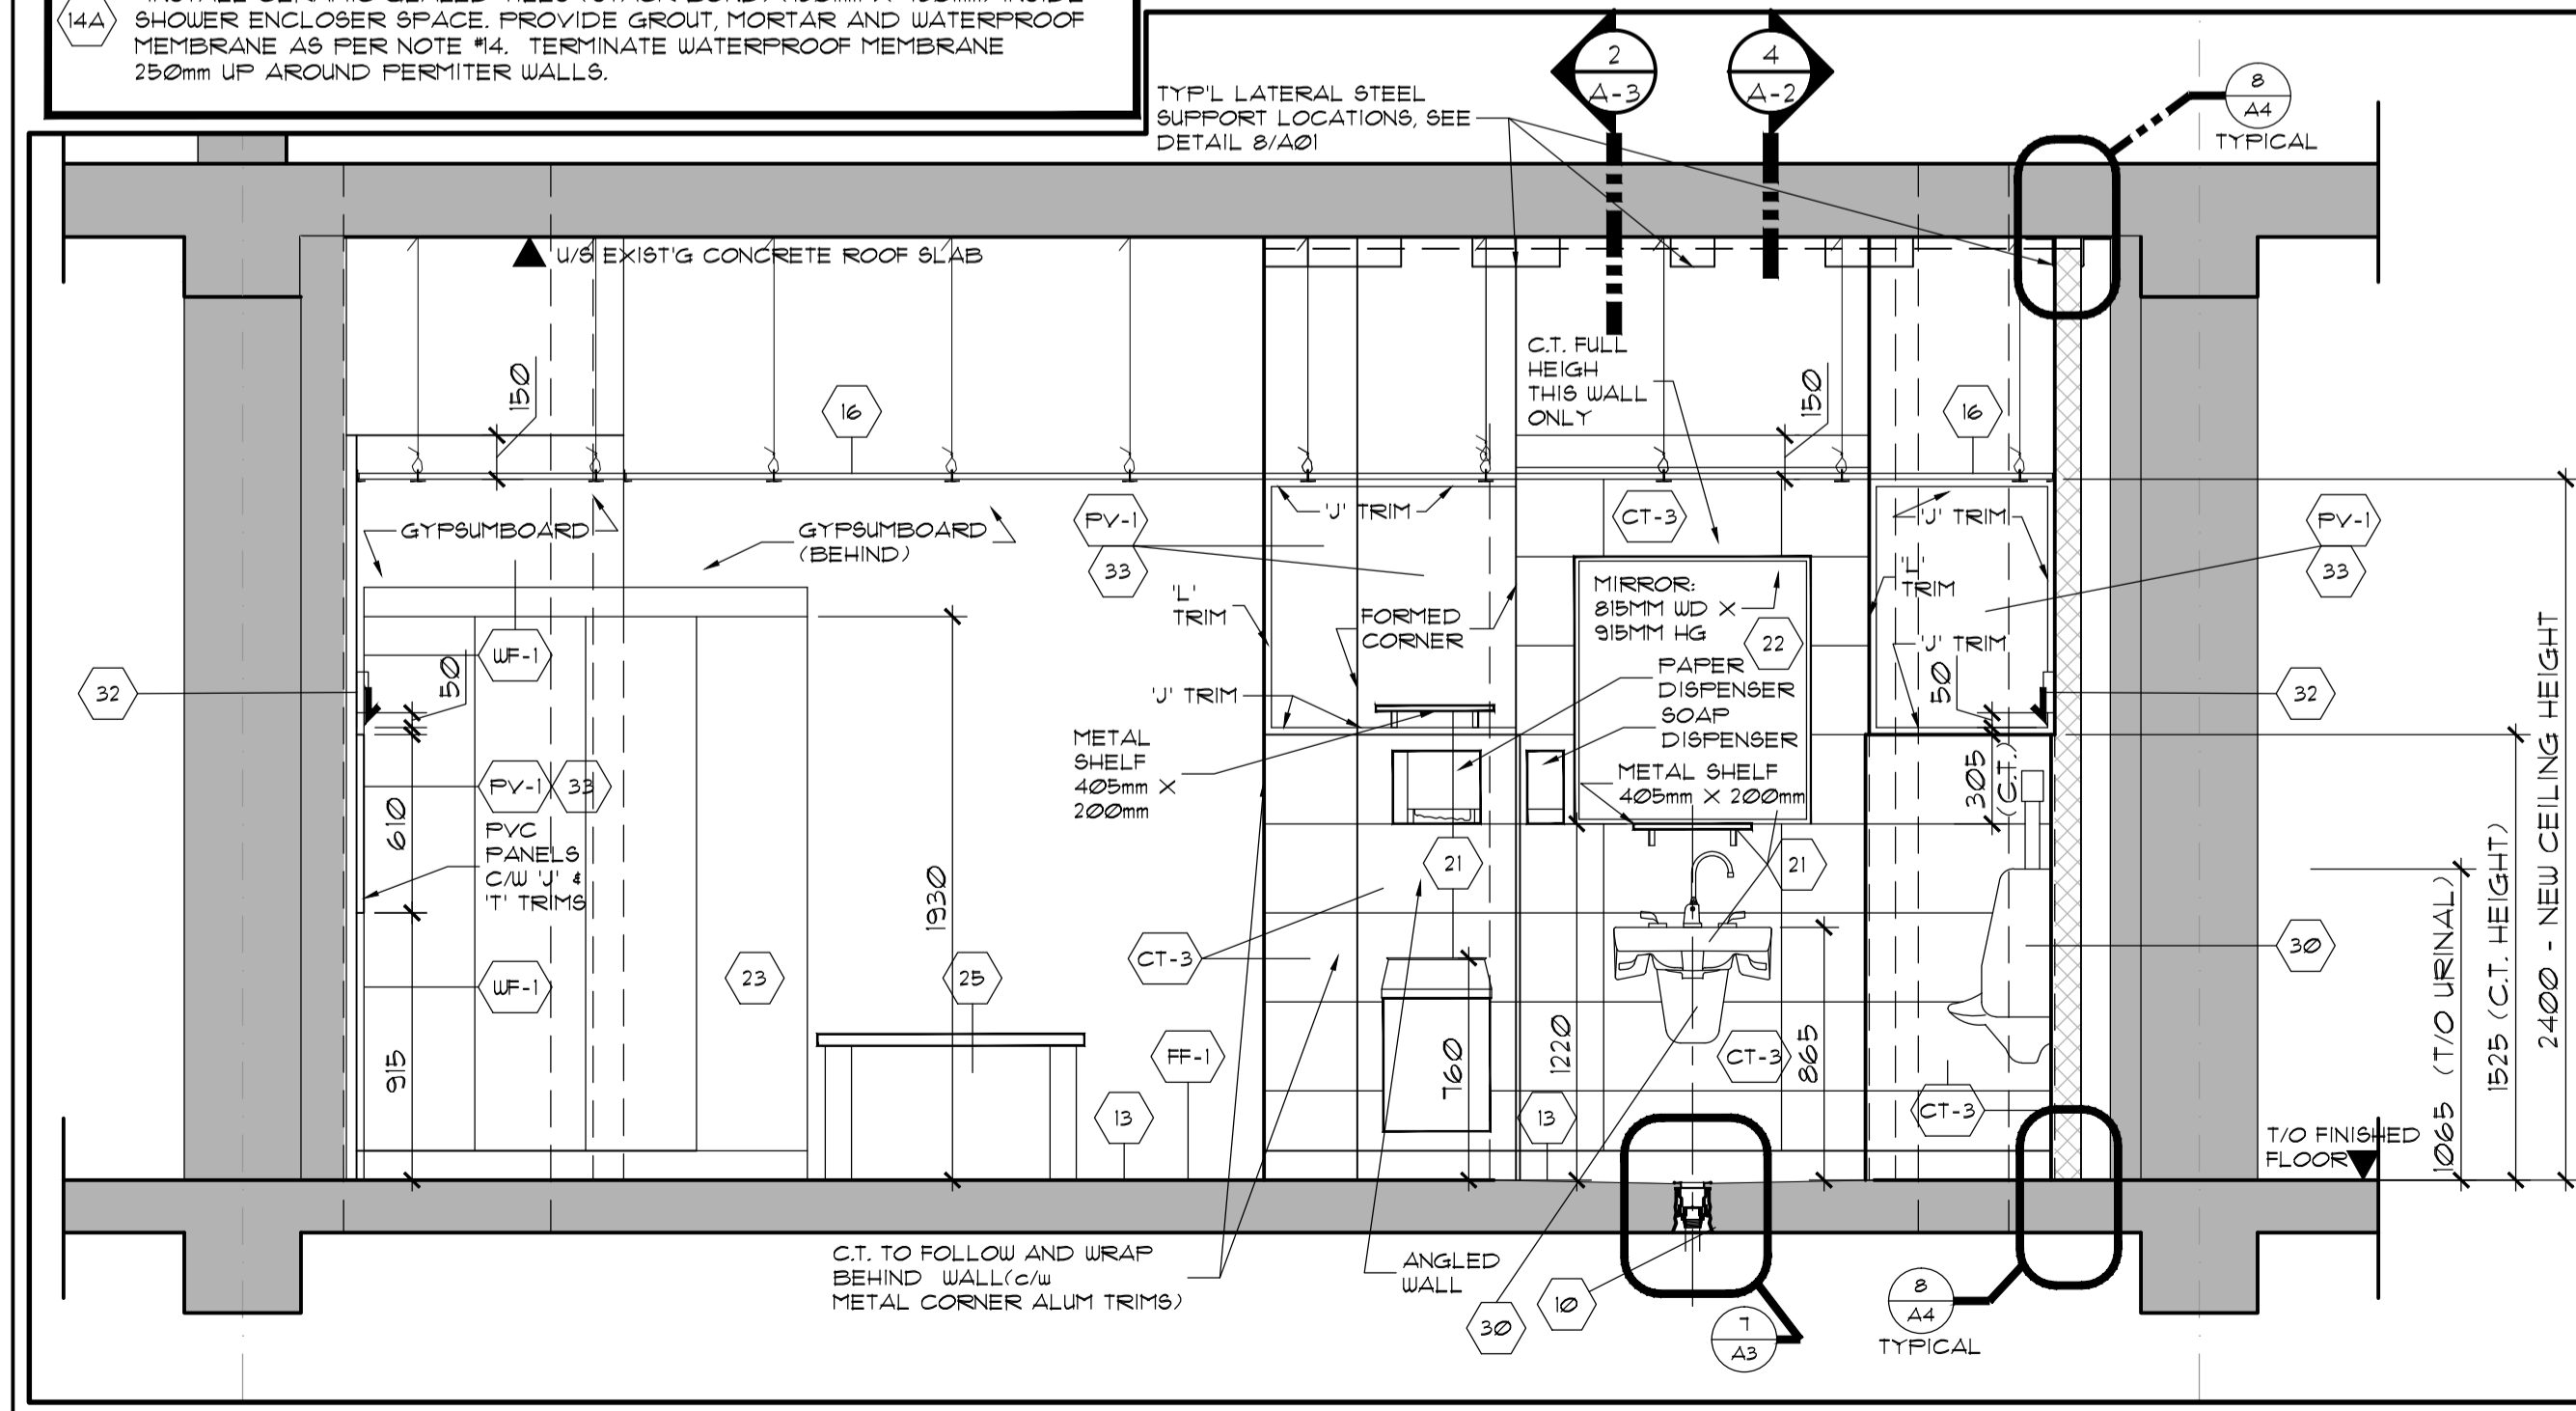 14A
SHOWER ENCLOSER SPACE. PROVIDE GROUT, MORTAR AND WATERPROOF
MEMBRANE AS PER NOTE #14. TERMINATE WATERPROOF MEMBRANE
250mm UP AROUND PERMITER WALLS.
TYP'L LATERAL STEEL
SUPPORT LOCATIONS, SEE
DETAIL 8/A01
2
A-3
4
A-2
8
A4
TYPICAL
U/S EXIST'G CONCRETE ROOF SLAB
150
16
C.T. FULL
HEIGH
THIS WALL
ONLY
150
16
GYPSUMBOARD
GYPSUMBOARD
(BEHIND)
PV-1
33
'J' TRIM
CT-3
'J' TRIM
PV-1
33
'L'
TRIM
FORMED
CORNER
MIRROR:
815MM WD X
915MM HG
22
'L'
TRIM
'J' TRIM
WF-1
50
32
'J' TRIM
PAPER
DISPENSER
SOAP
DISPENSER
50
32
METAL
SHELF
405mm X
200mm
METAL SHELF
405mm X 200mm
305
(C.T.)
PV-1
33
610
PVC
PANELS
C/W 'J' &
'T' TRIMS
21
21
1930
WF-1
23
25
CT-3
30
915
FF-1
13
760
1220
13
CT-3
865
CT-3
1065 (T/O URINAL)
1525 (C.T. HEIGHT)
2400 - NEW CEILING HEIGHT
T/O FINISHED
FLOOR
C.T. TO FOLLOW AND WRAP
BEHIND WALL(c/w
METAL CORNER ALUM TRIMS)
ANGLED
WALL
30
10
7
A3
8
A4
TYPICAL